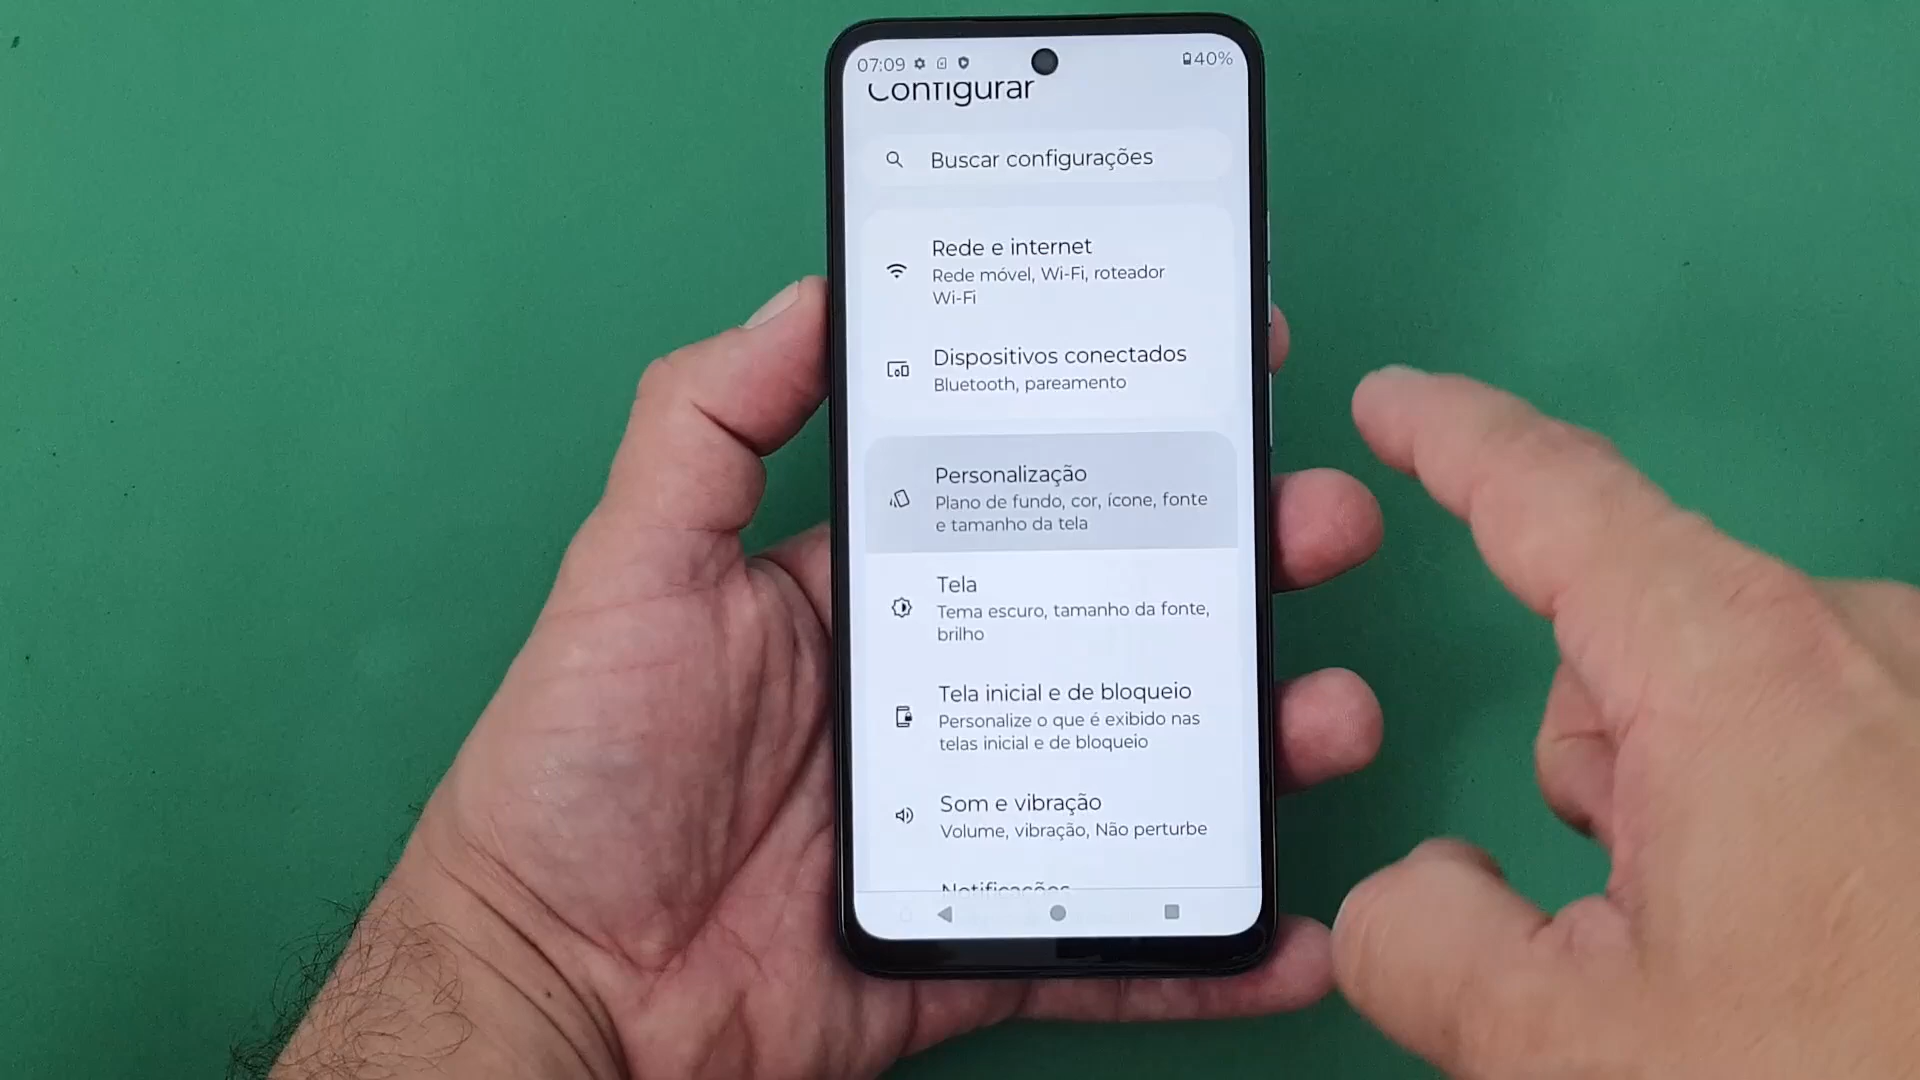 07:09
40%
Configurar
Buscar configurações
Rede e internet
Rede móvel, Wi-Fi, roteador
Wi-Fi
Dispositivos conectados
Bluetooth, pareamento
Personalização
Plano de fundo, cor, ícone, fonte
e tamanho da tela
Tela
Tema escuro, tamanho da fonte,
brilho
Tela inicial e de bloqueio
Personalize o que é exibido nas
telas inicial e de bloqueio
Som e vibração
Volume, vibração, Não perturbe
Notificações